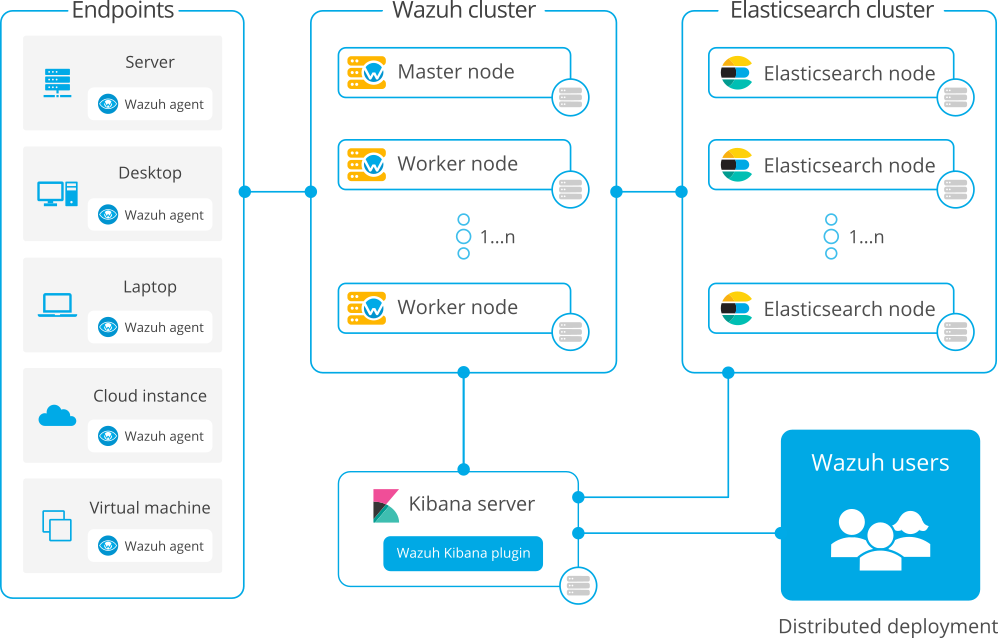 Endpoints
Server
Wazuh agent
Desktop
Wazuh agent
Laptop
Wazuh agent
Cloud instance
Wazuh agent
Virtual machine
Wazuh agent
Wazuh cluster
Master node
Worker node
1...n
Worker node
Elasticsearch cluster
Elasticsearch node
Elasticsearch node
1...n
Elasticsearch node
Kibana server
Wazuh Kibana plugin
Wazuh users
Distributed deployment